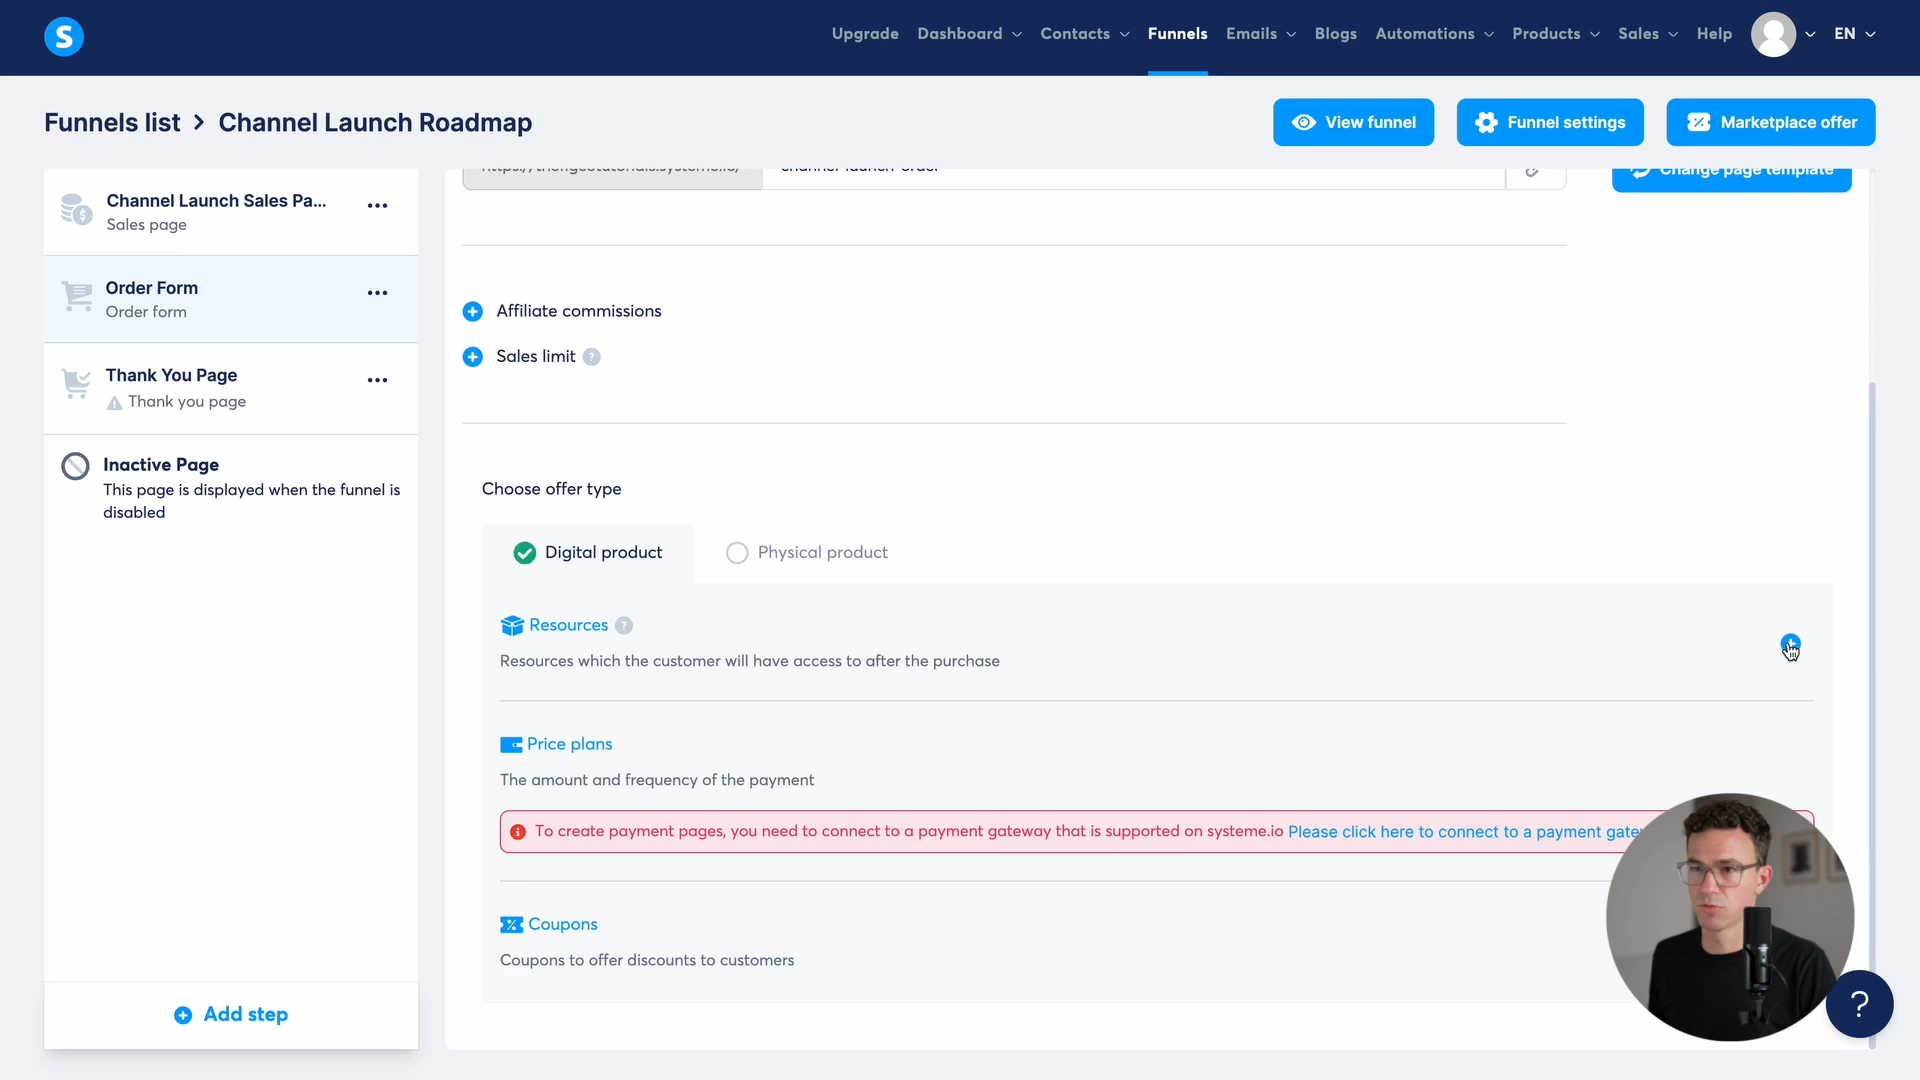 S
Upgrade Dashboard Contacts Funnels Emails Blogs Automations Products Sales Help EN
Funnels list > Channel Launch Roadmap
View funnel
Funnel settings
Marketplace offer
Channel Launch Sales Pa...
Sales page
Order Form
Order form
Thank You Page
Thank you page
Inactive Page
This page is displayed when the funnel is
disabled
Add step
channel-launch-order
Change page template
Affiliate commissions
Sales limit ?
Choose offer type
Digital product
Physical product
Resources ?
Resources which the customer will have access to after the purchase
Price plans
The amount and frequency of the payment
To create payment pages, you need to connect to a payment gateway that is supported on systeme.io Please click here to connect to a payment gate
Coupons
Coupons to offer discounts to customers
?